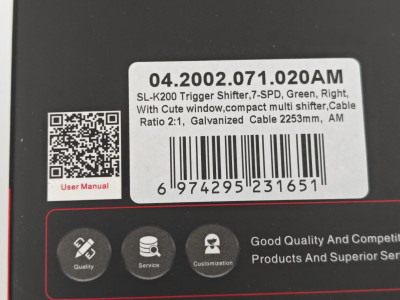 04.2002.071.020AM
SL-K200 Trigger Shifter,7-SPD, Green, Right,
With Cute window,compact multi shifter,Cable
Ratio 2:1, Galvanized Cable 2253mm, AM
6 974295 231651
User Manual
Quality
Service
Customization
Good Quality And Competit
Products And Superior Ser